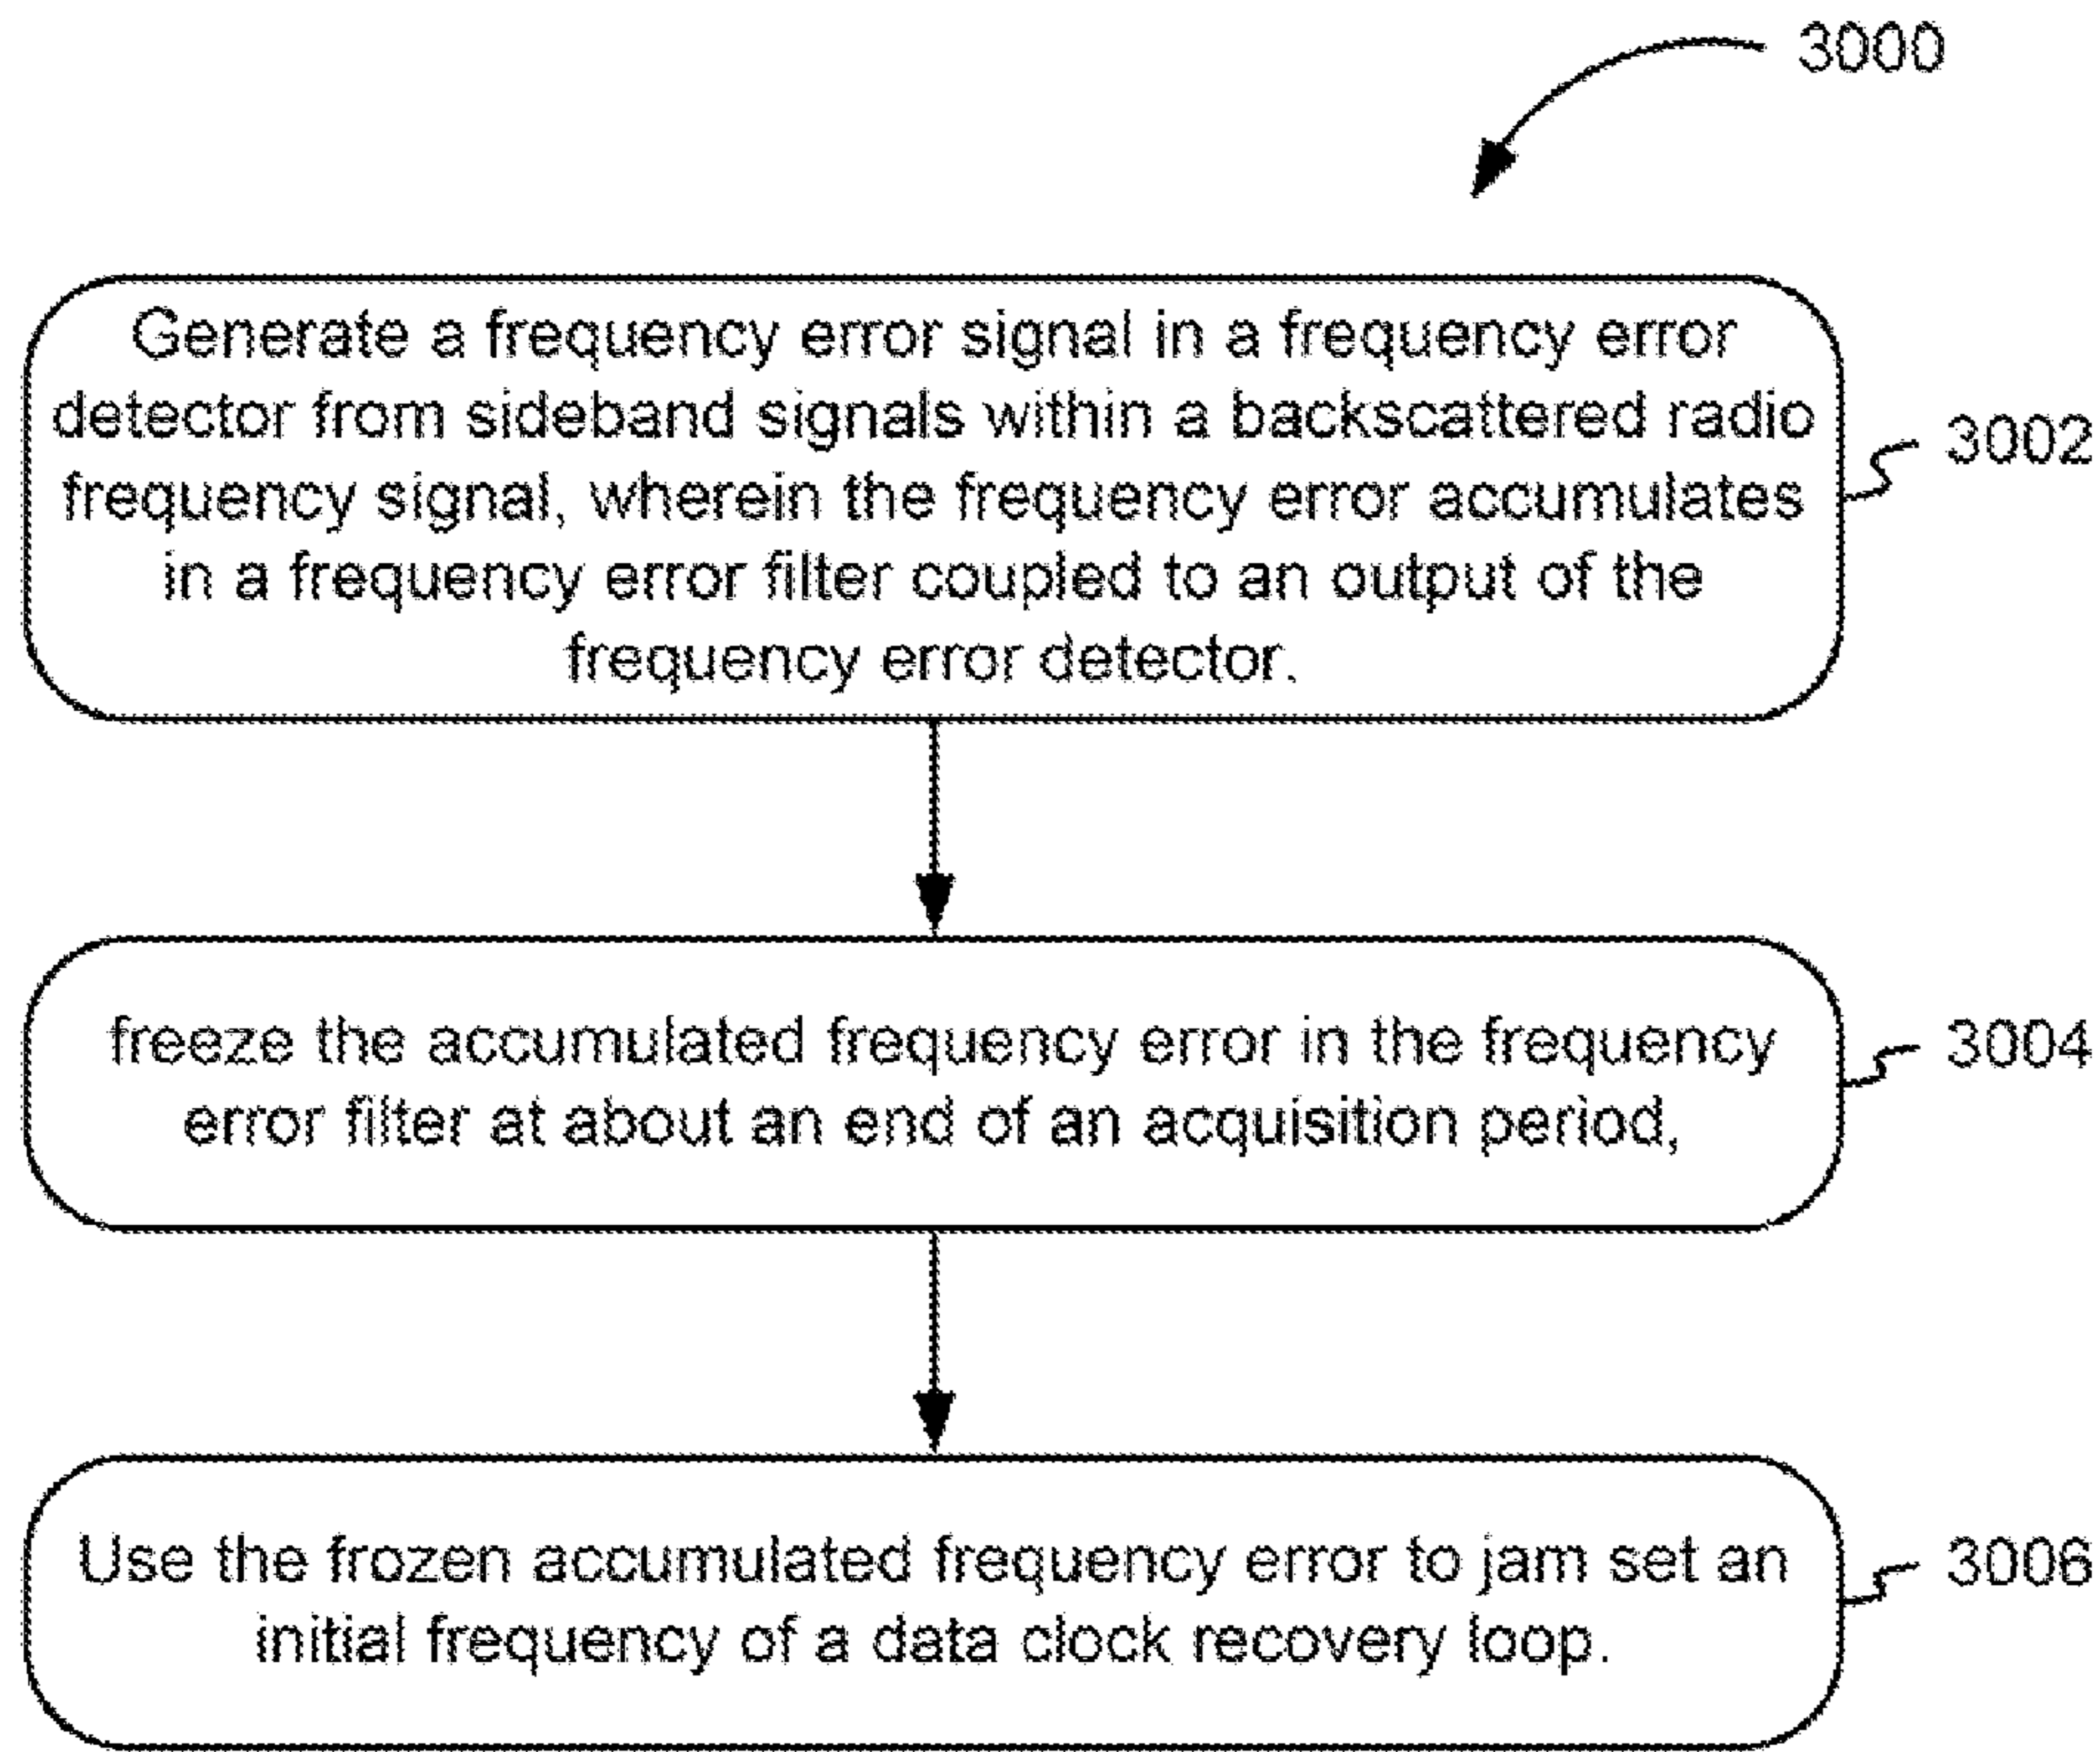 3000
Generate a frequency error signal in a frequency error
detector from sideband signals within a backscattered radio
frequency signal, wherein the frequency error accumulates
in a frequency error filter coupled to an output of the
frequency error detector.
3002
freeze the accumulated frequency error in the frequency
error filter at about an end of an acquisition period,
3004
Use the frozen accumulated frequency error to jam set an
initial frequency of a data clock recovery loop.
3006